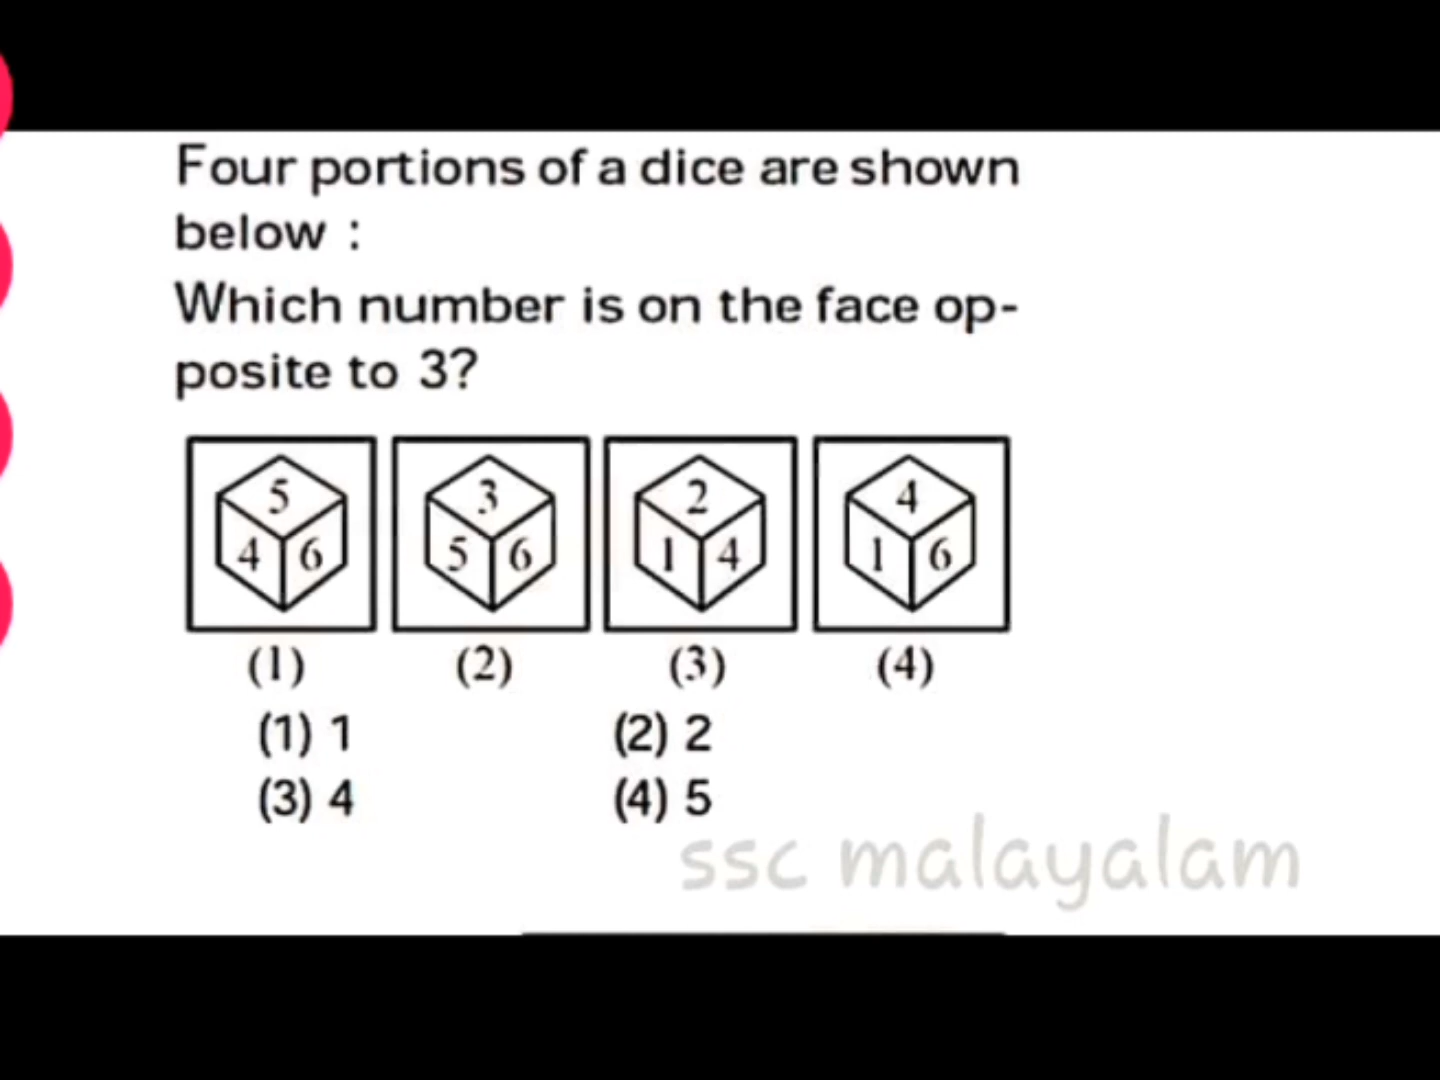 Four portions of a dice are shown
below :
Which number is on the face op-
posite to 3?
5
4 6
3
5 6
2
1 4
4
1 6
(1) (2) (3) (4)
(1) 1 (2) 2
(3) 4 (4) 5
ssc malayalam